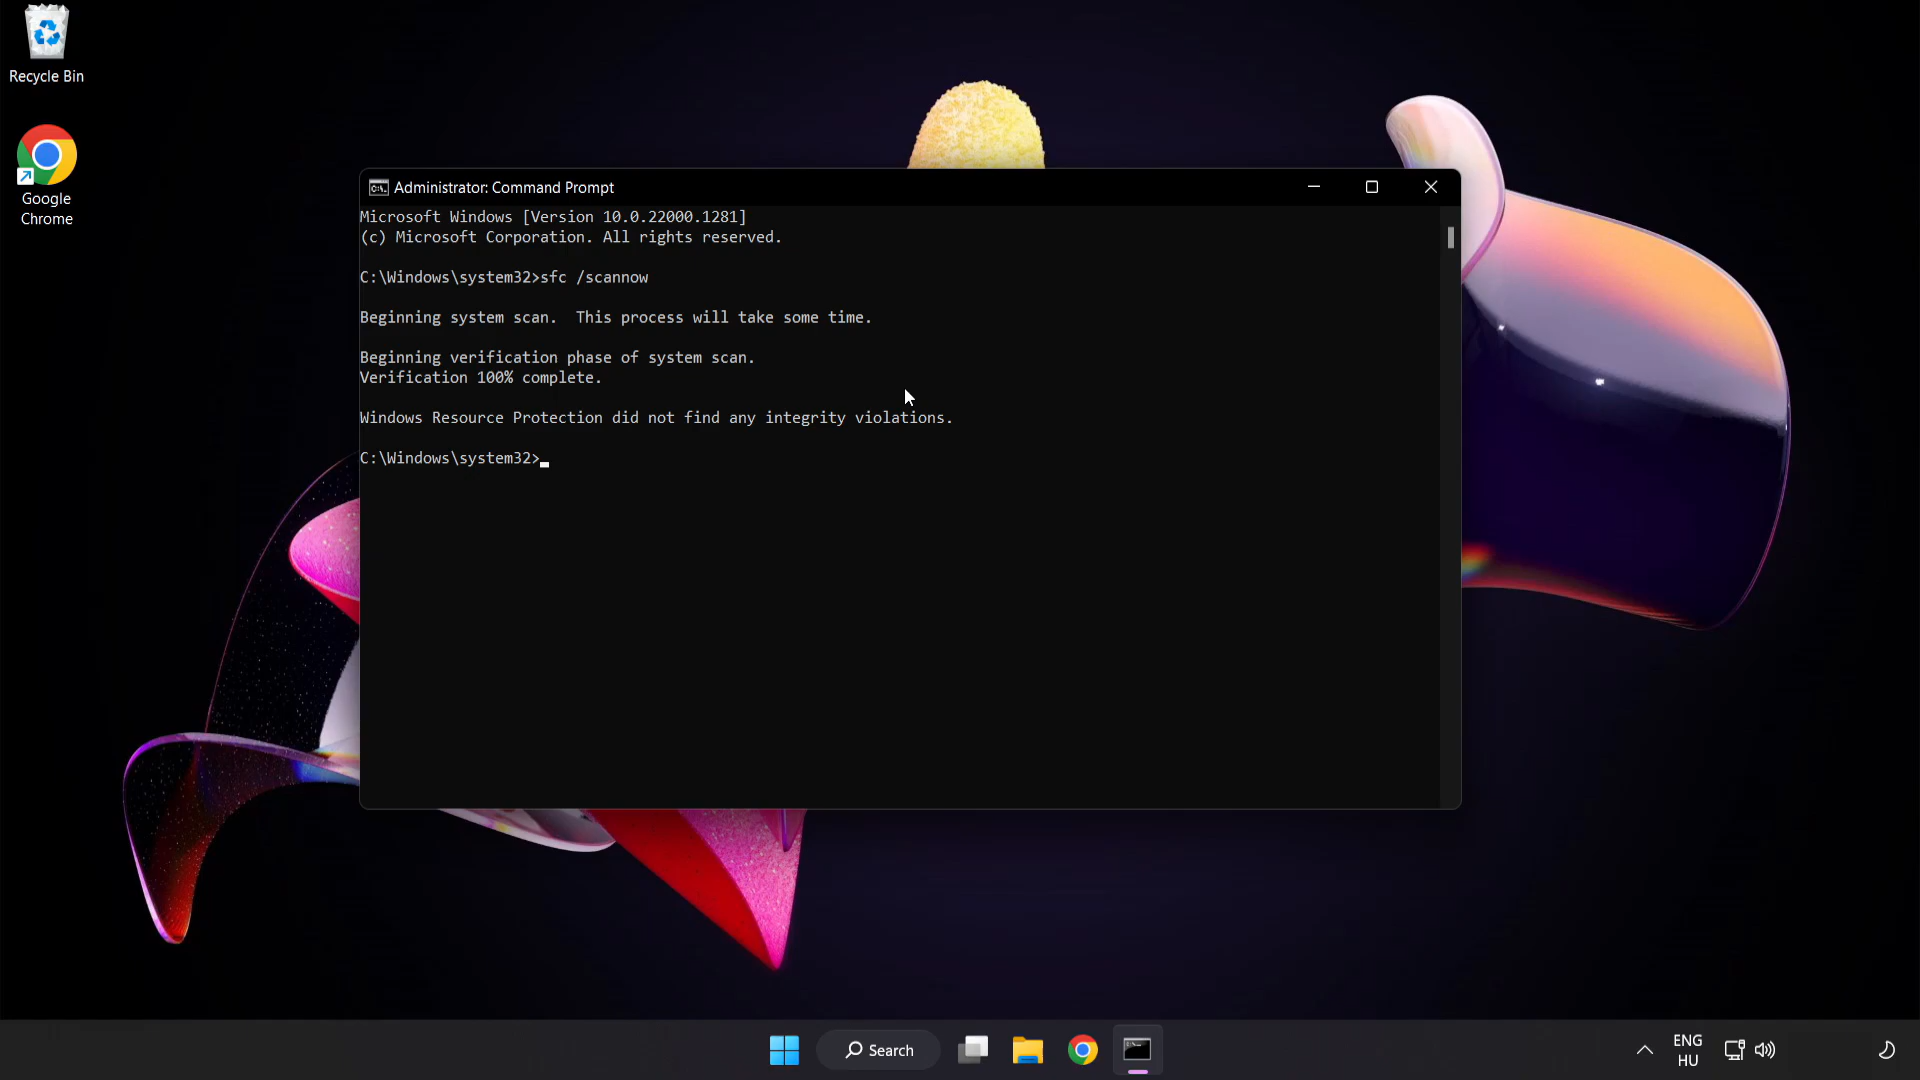 Recycle Bin
Google
Chrome
Administrator: Command Prompt
Microsoft Windows [Version 10.0.22000.1281]
(c) Microsoft Corporation. All rights reserved.
C:\Windows\system32>sfc /scannow
Beginning system scan.  This process will take some time.
Beginning verification phase of system scan.
Verification 100% complete.
Windows Resource Protection did not find any integrity violations.
C:\Windows\system32>
Search
ENG
HU